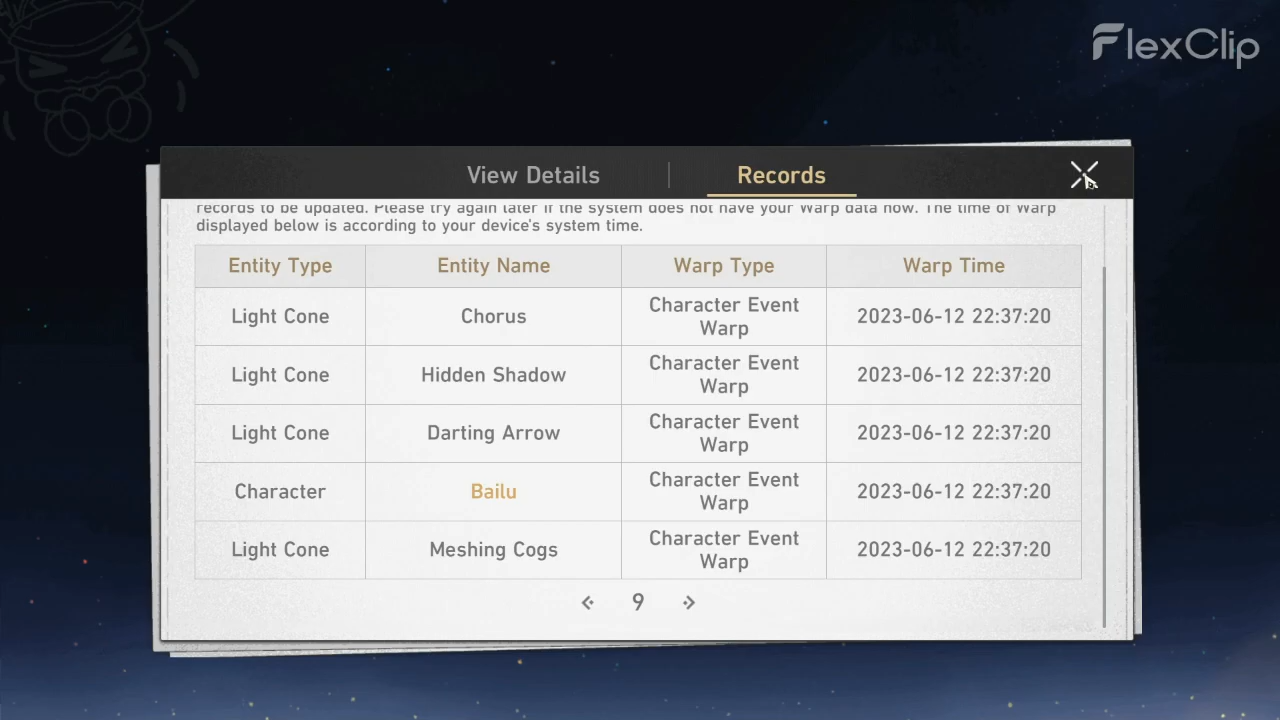 FlexClip
View Details
Records
records to be updated. Please try again later if the system does not have your Warp data now. The time of Warp
displayed below is according to your device's system time.
Entity Type Entity Name Warp Type Warp Time
Light Cone Chorus Character Event Warp 2023-06-12 22:37:20
Light Cone Hidden Shadow Character Event Warp 2023-06-12 22:37:20
Light Cone Darting Arrow Character Event Warp 2023-06-12 22:37:20
Character Bailu Character Event Warp 2023-06-12 22:37:20
Light Cone Meshing Cogs Character Event Warp 2023-06-12 22:37:20
9